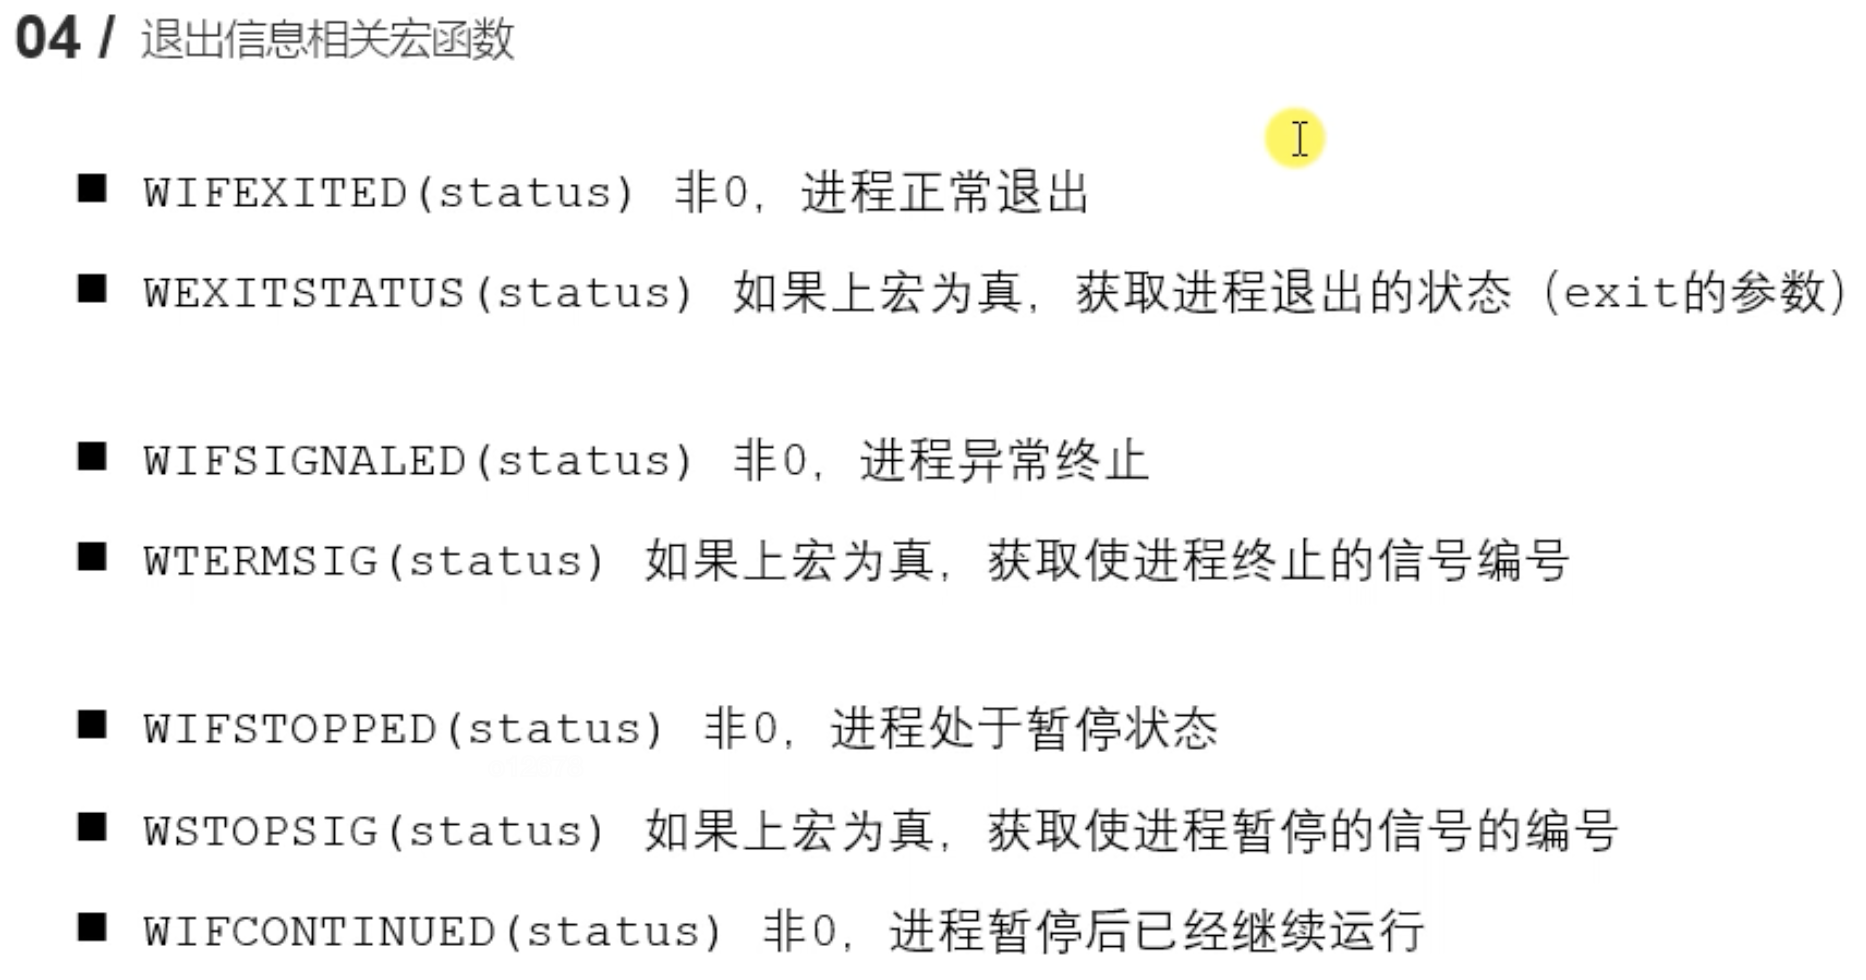 04 / 退出信息相关宏函数
■ WIFEXITED(status) 非0，进程正常退出
■ WEXITSTATUS(status) 如果上宏为真，获取进程退出的状态（exit的参数）
■ WIFSIGNALED(status) 非0，进程异常终止
■ WTERMSIG(status) 如果上宏为真，获取使进程终止的信号编号
■ WIFSTOPPED(status) 非0，进程处于暂停状态
■ WSTOPSIG(status) 如果上宏为真，获取使进程暂停的信号的编号
■ WIFCONTINUED(status) 非0，进程暂停后已经继续运行